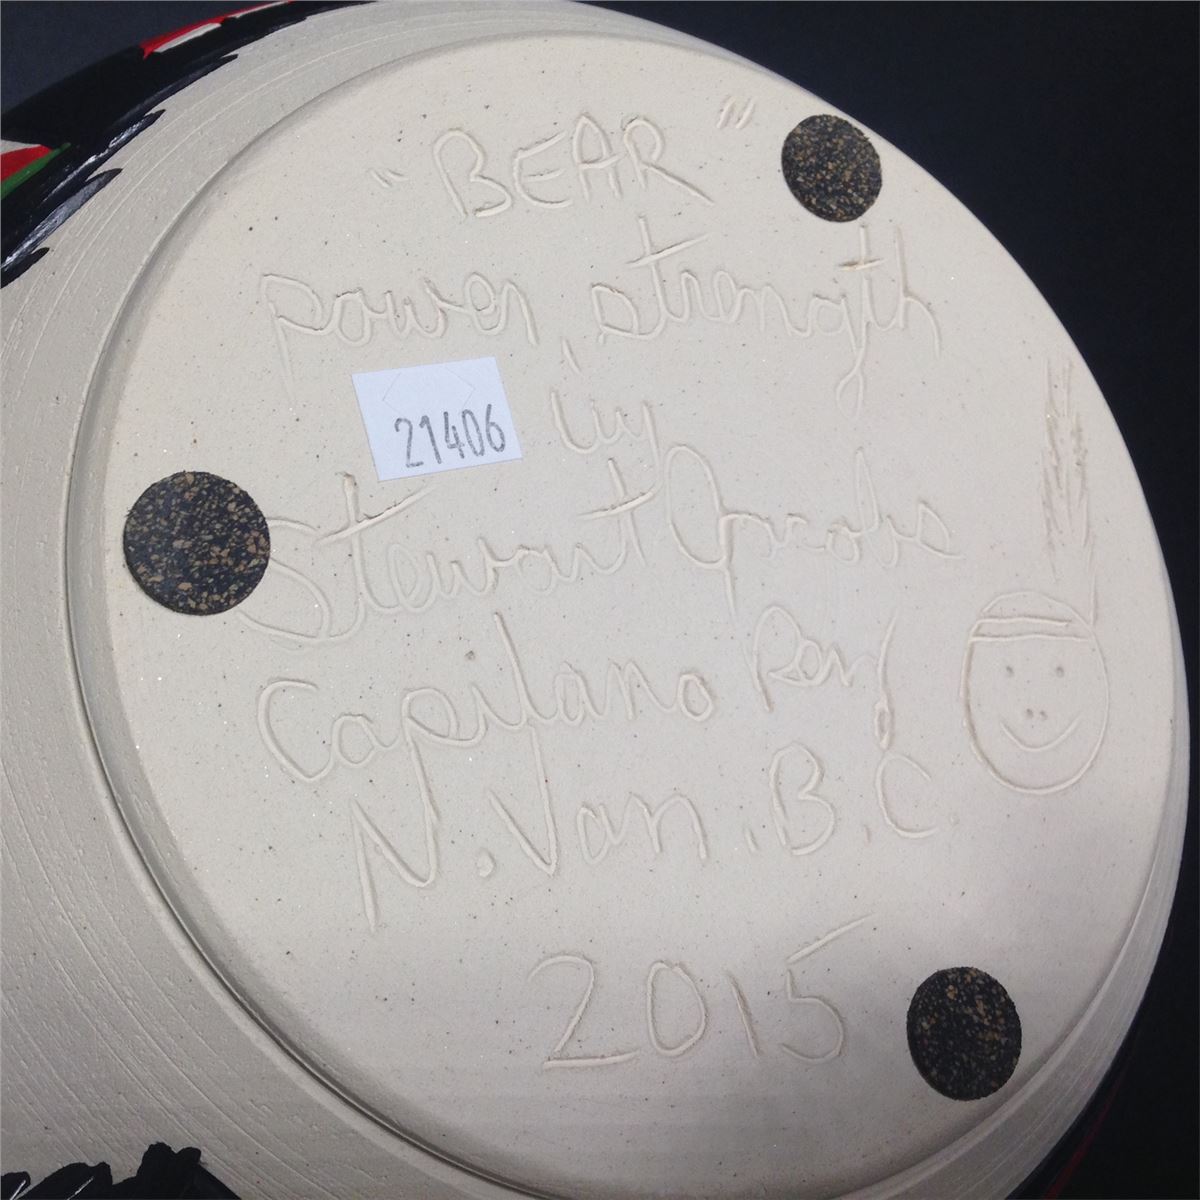 "BEAR"
power, strength
21406
by
Stewart Jacobs
Capilano Res/
N. Van. B.C.
2015